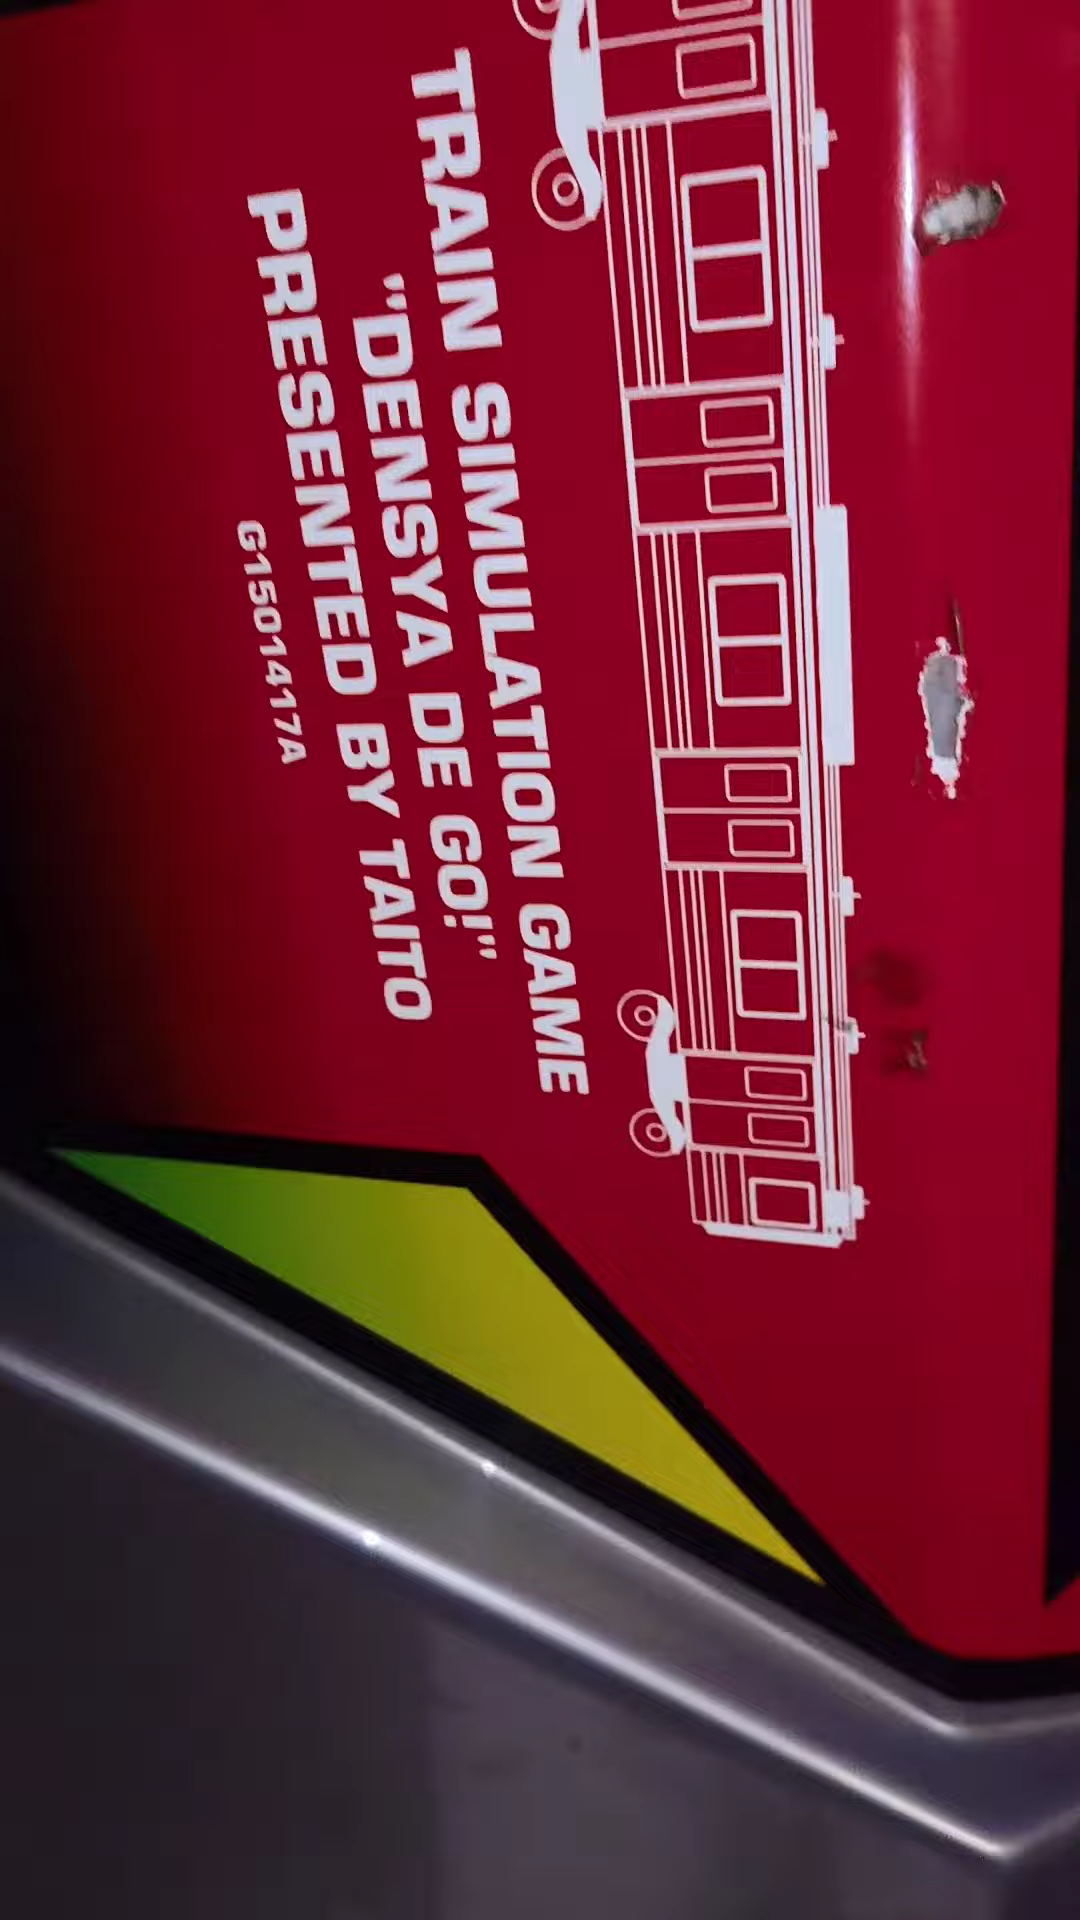 TRAIN SIMULATION GAME
"DENSYA DE GO!"
PRESENTED BY TAITO
G1501417A